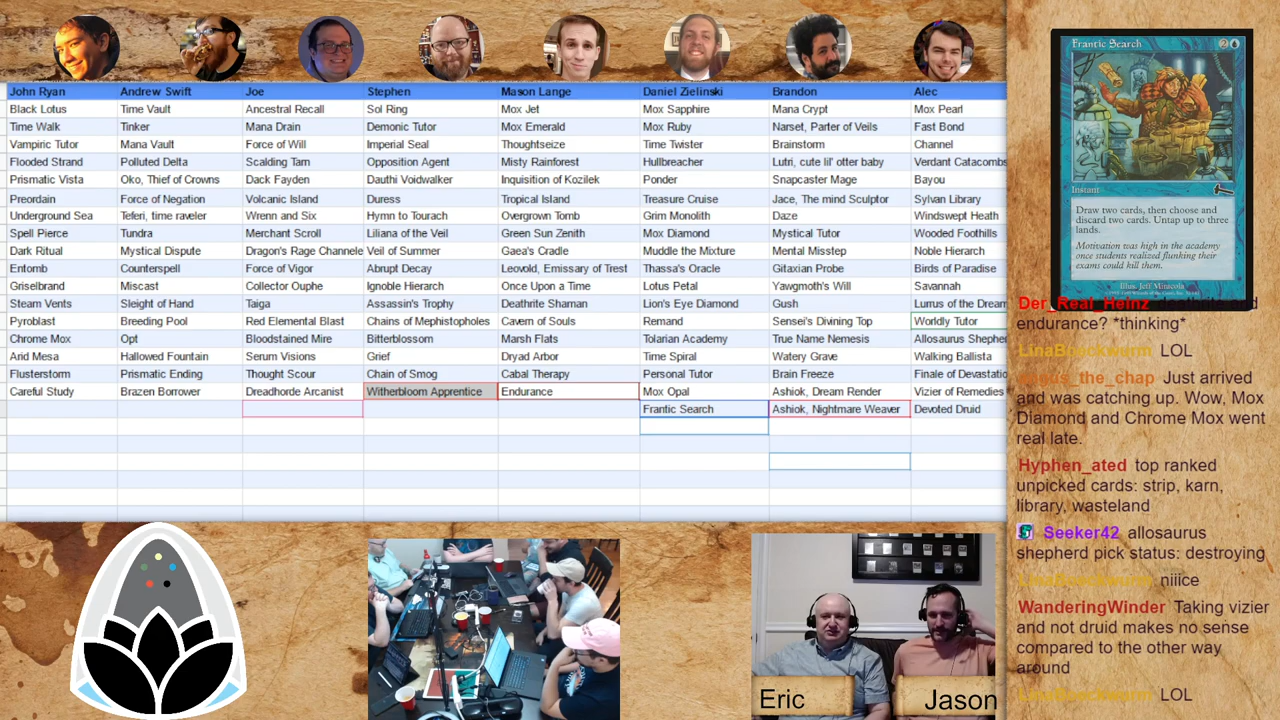 John Ryan Andrew Swift Joe Stephen Mason Lange Daniel Zielinski Brandon Alec
Black Lotus Time Vault Ancestral Recall Sol Ring Mox Jet Mox Sapphire Mana Crypt Mox Pearl
Time Walk Tinker Mana Drain Demonic Tutor Mox Emerald Mox Ruby Narset, Parter of Veils Fast Bond
Vampiric Tutor Mana Vault Force of Will Imperial Seal Thoughtseize Time Twister Brainstorm Channel
Flooded Strand Polluted Delta Scalding Tarn Opposition Agent Misty Rainforest Hullbreacher Lutri, cute lil' otter baby Verdant Catacombs
Prismatic Vista Oko, Thief of Crowns Dack Fayden Dauthi Voidwalker Inquisition of Kozilek Ponder Snapcaster Mage Bayou
Preordain Force of Negation Volcanic Island Duress Tropical Island Treasure Cruise Jace, The mind Sculptor Sylvan Library
Underground Sea Teferi, time raveler Wrenn and Six Hymn to Tourach Overgrown Tomb Grim Monolith Daze Windswept Heath
Spell Pierce Tundra Merchant Scroll Liliana of the Veil Green Sun Zenith Mox Diamond Mystical Tutor Wooded Foothills
Dark Ritual Mystical Dispute Dragon's Rage Channele Veil of Summer Gaea's Cradle Muddle the Mixture Mental Misstep Noble Hierarch
Entomb Counterspell Force of Vigor Abrupt Decay Leovold, Emissary of Trest Thassa's Oracle Gitaxian Probe Birds of Paradise
Griselbrand Miscast Collector Ouphe Ignoble Hierarch Once Upon a Time Lotus Petal Yawgmoth's Will Savannah
Steam Vents Sleight of Hand Taiga Assassin's Trophy Deathrite Shaman Lion's Eye Diamond Gush Lurrus of the Dream
Pyroblast Breeding Pool Red Elemental Blast Chains of Mephistopheles Cavern of Souls Remand Sensei's Divining Top Worldly Tutor
Chrome Mox Opt Bloodstained Mire Bitterblossom Marsh Flats Tolarian Academy True Name Nemesis Allosaurus Shepher
Arid Mesa Hallowed Fountain Serum Visions Grief Dryad Arbor Time Spiral Watery Grave Walking Ballista
Flusterstorm Prismatic Ending Thought Scour Chain of Smog Cabal Therapy Personal Tutor Brain Freeze Finale of Devastatio
Careful Study Brazen Borrower Dreadhorde Arcanist Witherbloom Apprentice Endurance Mox Opal Ashiok, Dream Render Vizier of Remedies
Frantic Search Ashiok, Nightmare Weaver Devoted Druid
Frantic Search 2
Instant
Draw two cards, then choose and
discard two cards. Untap up to three
lands.
Motivation was high in the academy
once students realized flunking their
exams could kill them.
Illus. Jeff Miracola
Der_Real_Heinz
endurance? *thinking*
LinaBoeckwurm LOL
angus_the_chap Just arrived
and was catching up. Wow, Mox
Diamond and Chrome Mox went
real late.
Hyphen_ated top ranked
unpicked cards: strip, karn,
library, wasteland
Seeker42 allosaurus
shepherd pick status: destroying
LinaBoeckwurm niiice
WanderingWinder Taking vizier
and not druid makes no sense
compared to the other way
around
LinaBoeckwurm LOL
Eric
Jason